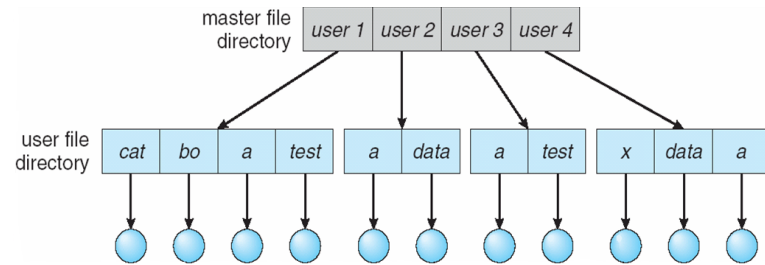 master file
directory
user 1 user 2 user 3 user 4
user file
directory
cat bo a test a data a test x data a